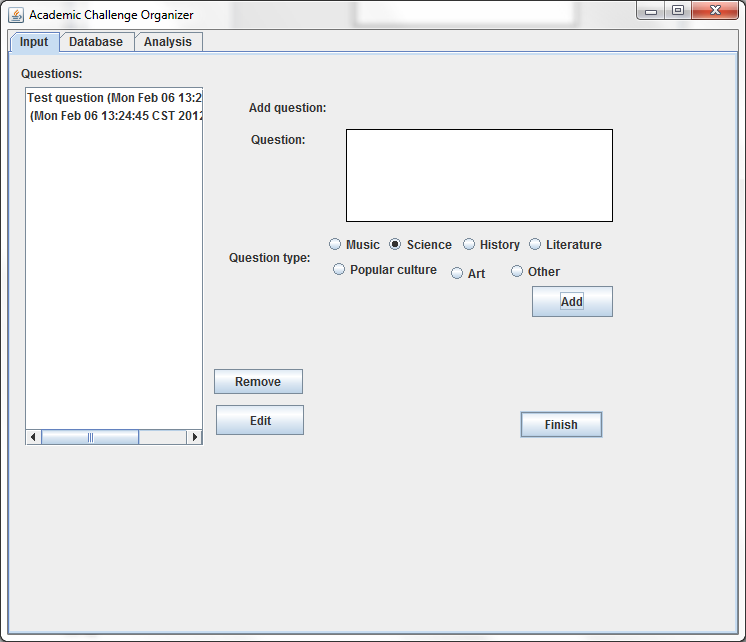 Academic Challenge Organizer
Input Database Analysis
Questions:
Test question (Mon Feb 06 13:2
(Mon Feb 06 13:24:45 CST 2012
Add question:
Question:
Question type:
Music Science History Literature
Popular culture Art Other
Add
Remove
Edit
Finish